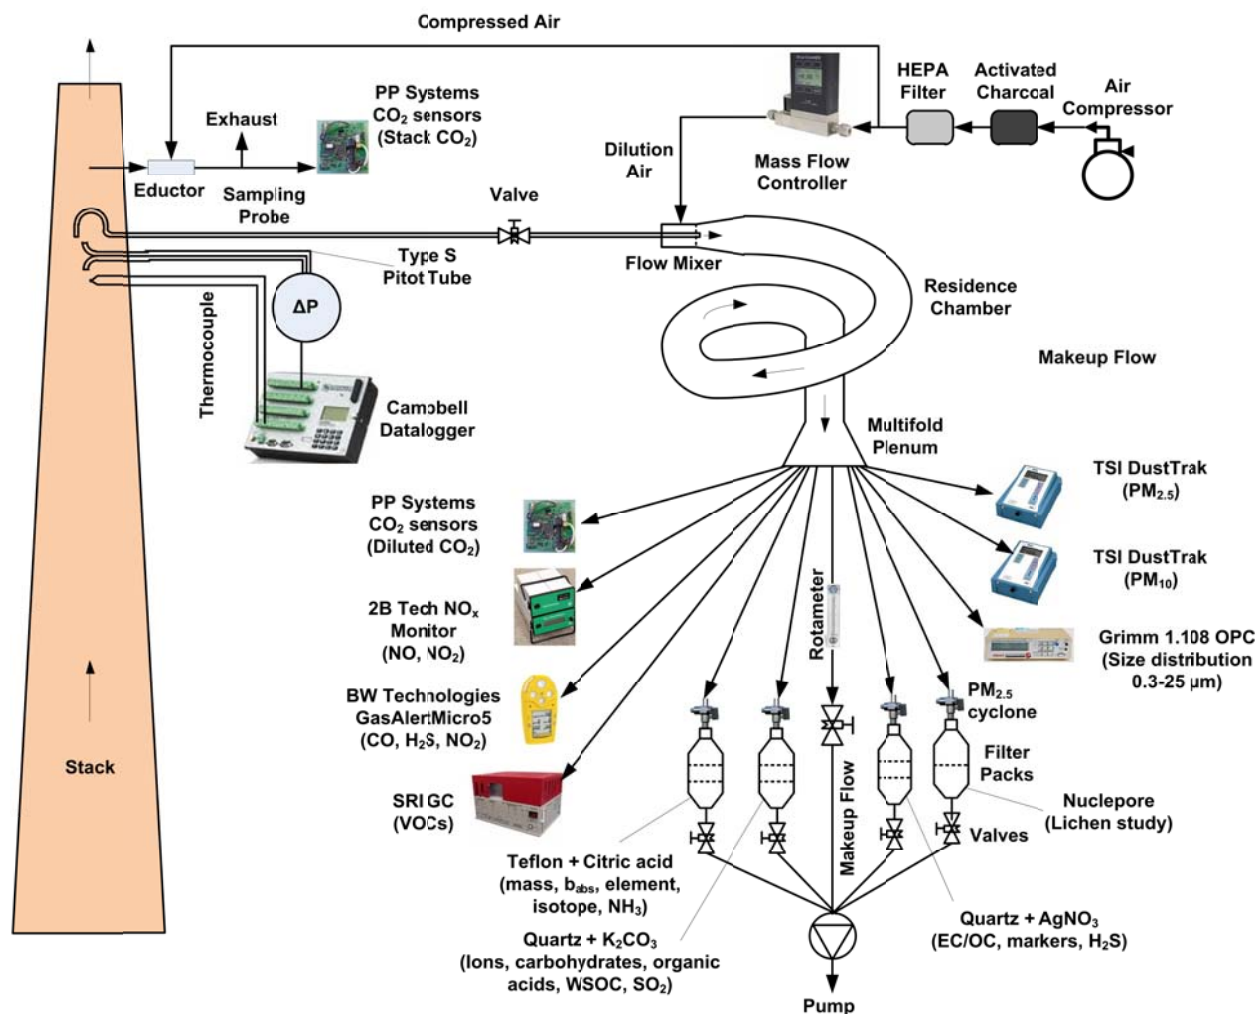 Compressed Air
HEPA
Filter
Activated
Charcoal
Air
Compressor
PP Systems
CO₂ sensors
(Stack CO₂)
Exhaust
Dilution
Air
Mass Flow
Controller
Eductor
Sampling
Probe
Valve
Type S
Pitot Tube
Flow Mixer
Residence
Chamber
ΔP
Thermocouple
Makeup Flow
Campbell
Datalogger
Multifold
Plenum
TSI DustTrak
(PM₂.₅)
PP Systems
CO₂ sensors
(Diluted CO₂)
TSI DustTrak
(PM₁₀)
2B Tech NOₓ
Monitor
(NO, NO₂)
Rotameter
Grimm 1.108 OPC
(Size distribution
0.3-25 μm)
BW Technologies
GasAlertMicro5
(CO, H₂S, NO₂)
PM₂.₅
cyclone
Filter
Packs
Stack
SRI GC
(VOCs)
Nuclepore
(Lichen study)
Makeup Flow
Valves
Teflon + Citric acid
(mass, bₐbₛ, element,
isotope, NH₃)
Quartz + K₂CO₃
(Ions, carbohydrates, organic
acids, WSOC, SO₂)
Quartz + AgNO₃
(EC/OC, markers, H₂S)
Pump